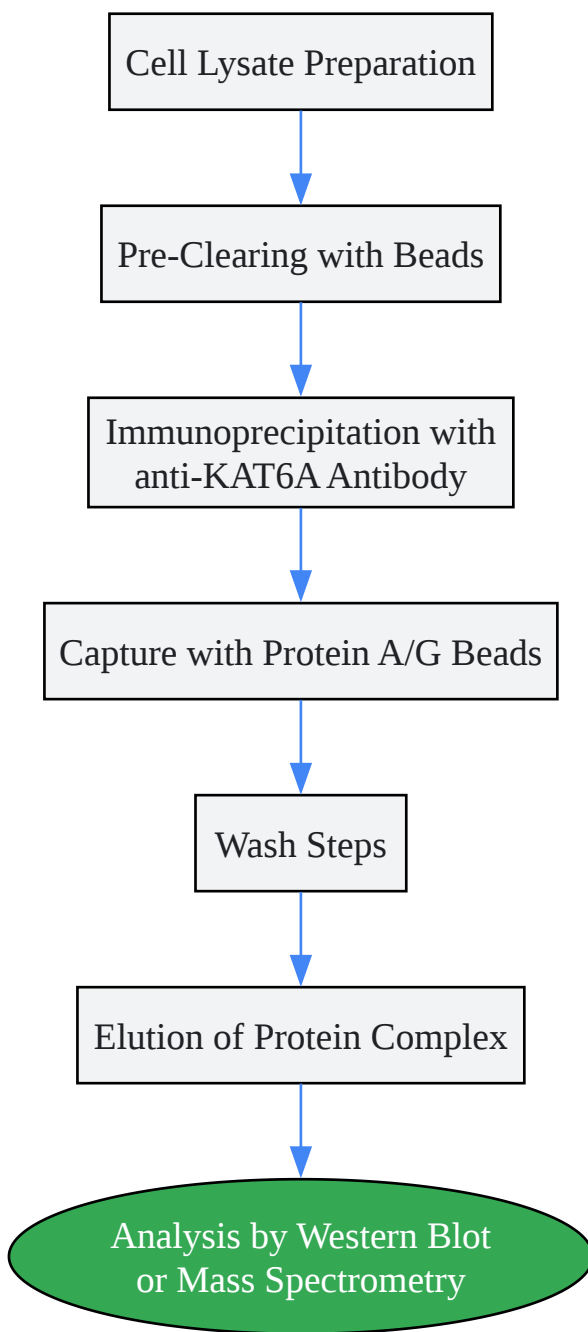 Cell Lysate Preparation
Pre-Clearing with Beads
Immunoprecipitation with
anti-KAT6A Antibody
Capture with Protein A/G Beads
Wash Steps
Elution of Protein Complex
Analysis by Western Blot
or Mass Spectrometry